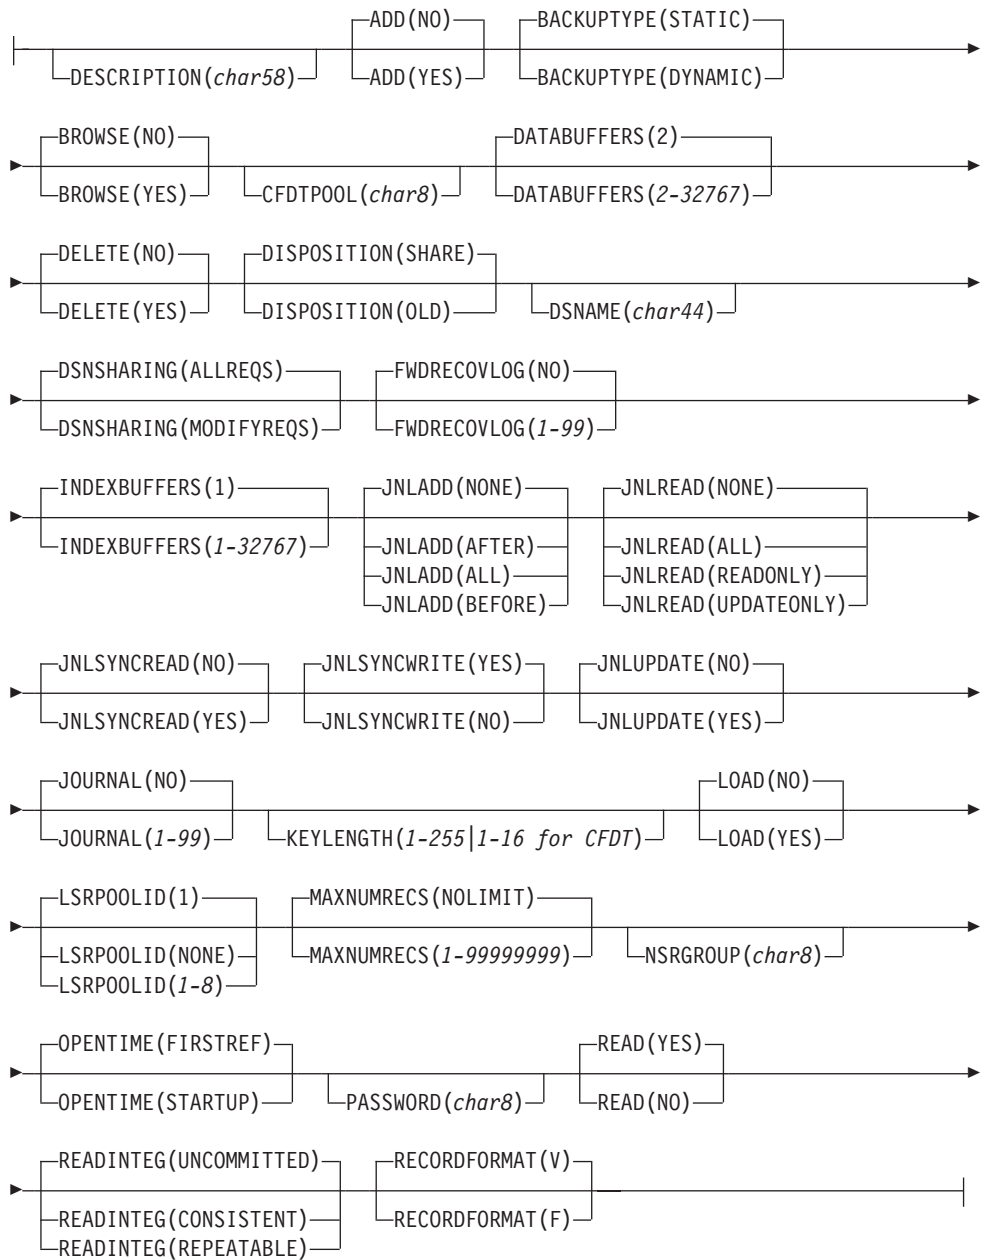 ADD(NO) BACKUPTYPE(STATIC)
DESCRIPTION(char58) ADD(YES) BACKUPTYPE(DYNAMIC)
BROWSE(NO) DATABUFFERS(2)
BROWSE(YES) CFDTPOOL(char8) DATABUFFERS(2-32767)
DELETE(NO) DISPOSITION(SHARE)
DELETE(YES) DISPOSITION(OLD) DSNAME(char44)
DSNSHARING(ALLREQS) FWDRECOVLOG(NO)
DSNSHARING(MODIFYREQS) FWDRECOVLOG(1-99)
INDEXBUFFERS(1) JNLADD(NONE) JNLREAD(NONE)
INDEXBUFFERS(1-32767) JNLADD(AFTER) JNLREAD(ALL)
JNLADD(ALL) JNLREAD(READONLY)
JNLADD(BEFORE) JNLREAD(UPDATEONLY)
JNLSYNCREAD(NO) JNLSYNCWRITE(YES) JNLUPDATE(NO)
JNLSYNCREAD(YES) JNLSYNCWRITE(NO) JNLUPDATE(YES)
JOURNAL(NO) LOAD(NO)
JOURNAL(1-99) KEYLENGTH(1-255|1-16 for CFDT) LOAD(YES)
LSRPOOLID(1) MAXNUMRECS(NOLIMIT)
LSRPOOLID(NONE) MAXNUMRECS(1-99999999) NSRGROUP(char8)
LSRPOOLID(1-8)
OPENTIME(FIRSTREF) READ(YES)
OPENTIME(STARTUP) PASSWORD(char8) READ(NO)
READINTEG(UNCOMMITTED) RECORDFORMAT(V)
READINTEG(CONSISTENT) RECORDFORMAT(F)
READINTEG(REPEATABLE)